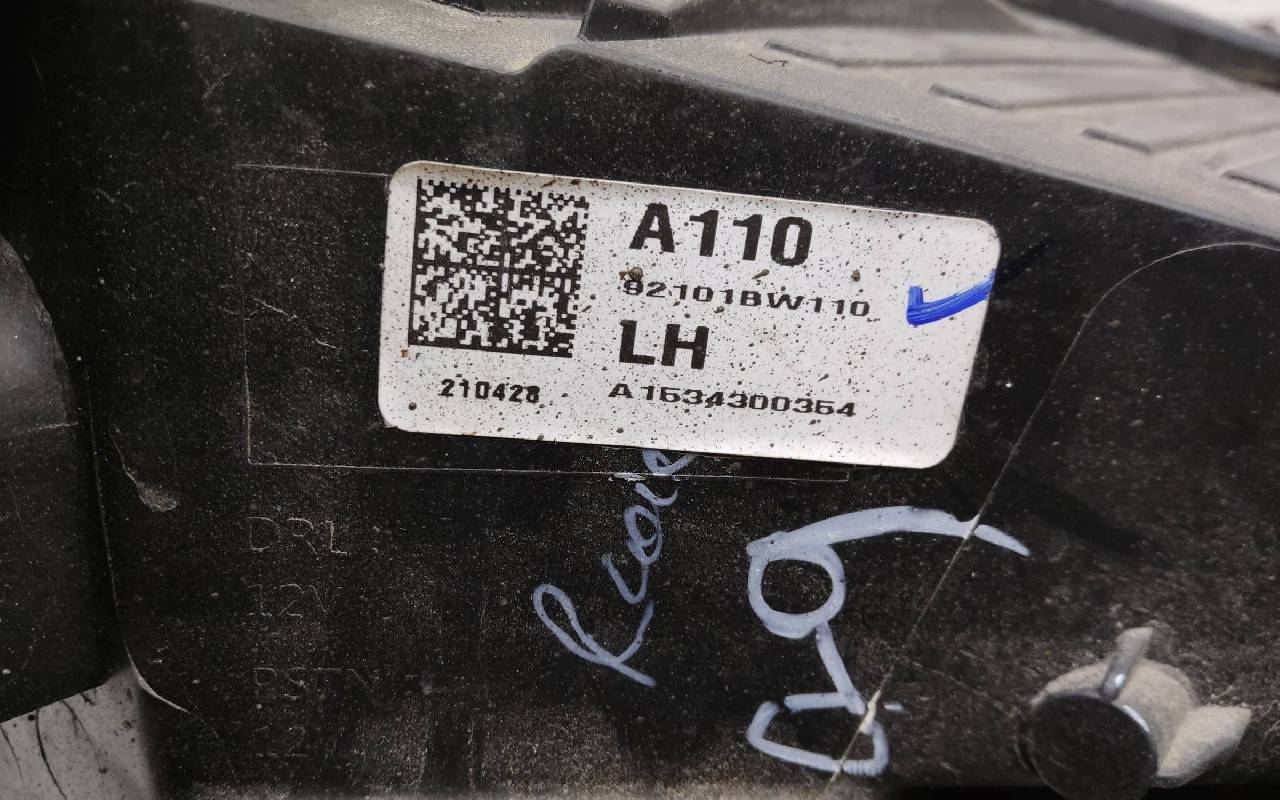 A110
92101BW110
LH
210428
A1534300354
DRL:
12V
PSTN
12